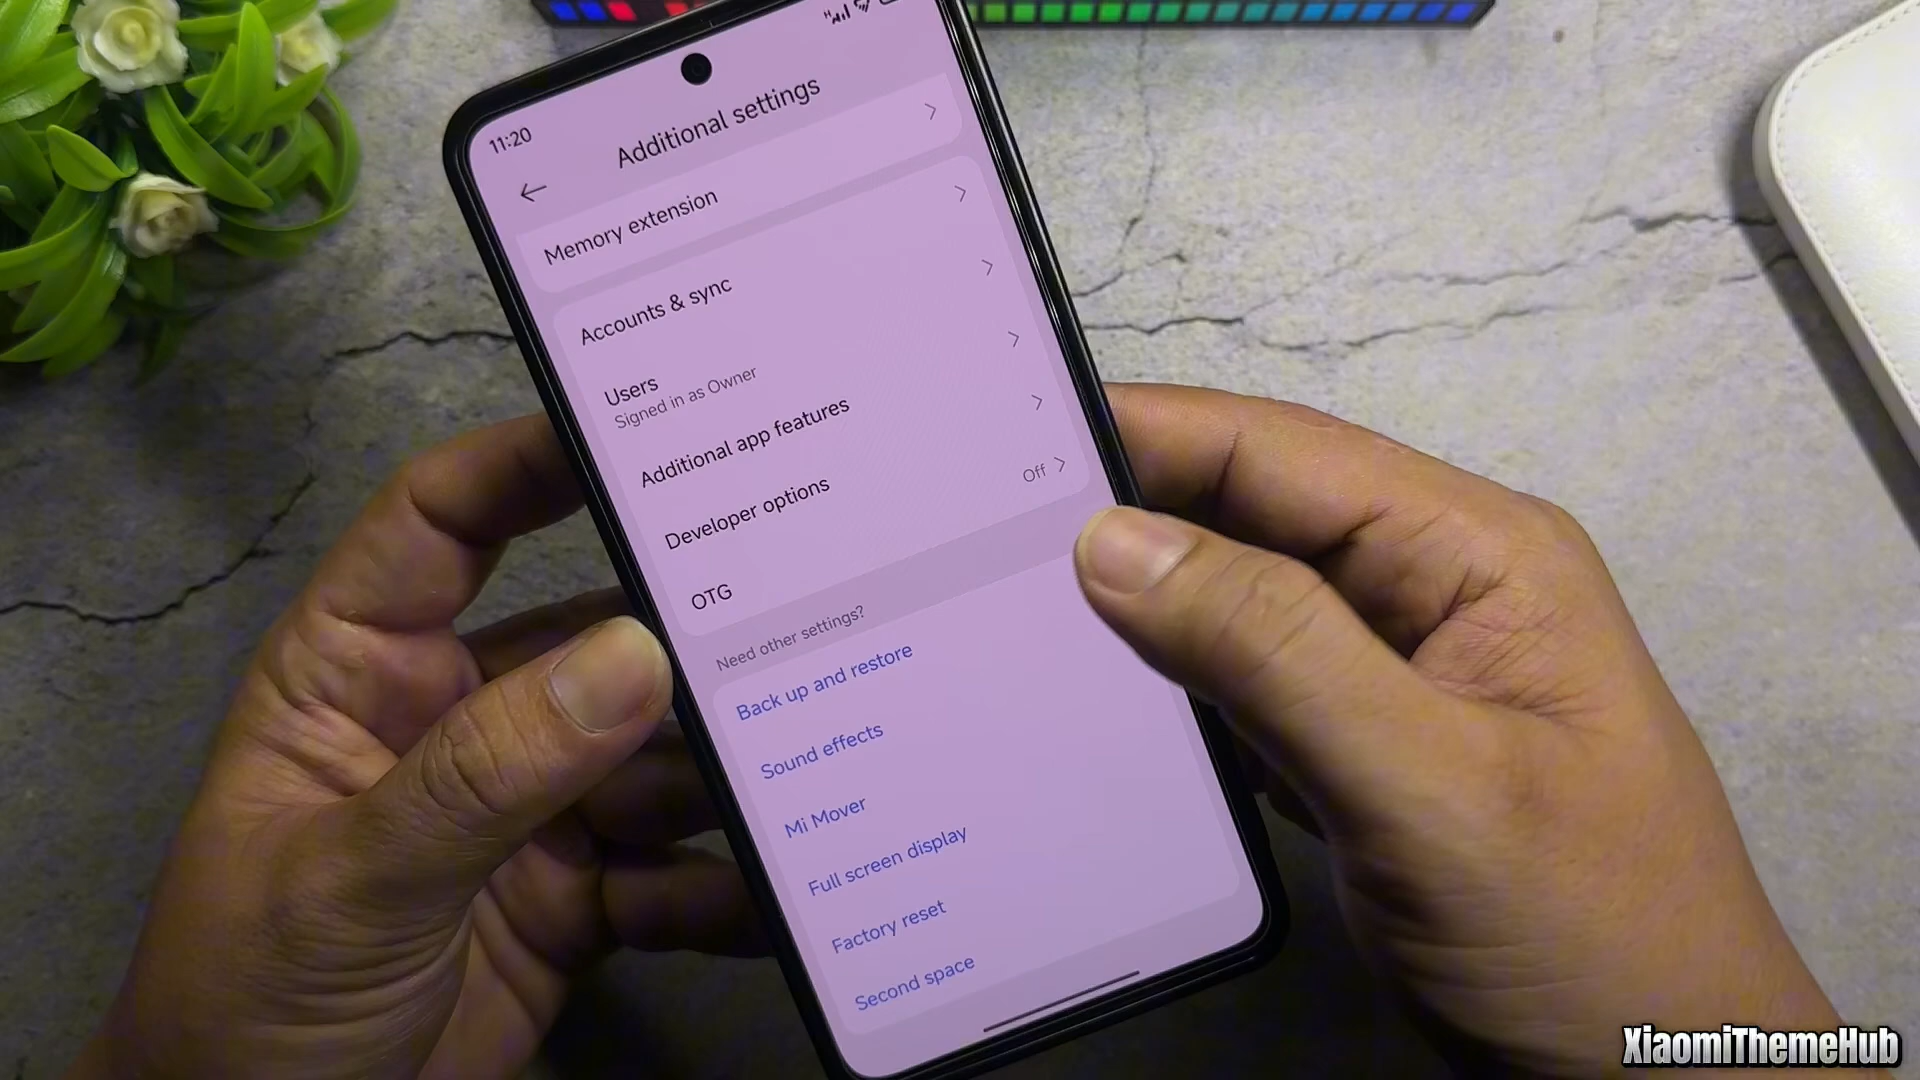 11:20
Additional settings
Memory extension
Accounts & sync
Users
Signed in as Owner
Additional app features
Developer options
OTG
Off
Need other settings?
Back up and restore
Sound effects
Mi Mover
Full screen display
Factory reset
Second space
XiaomiThemeHub